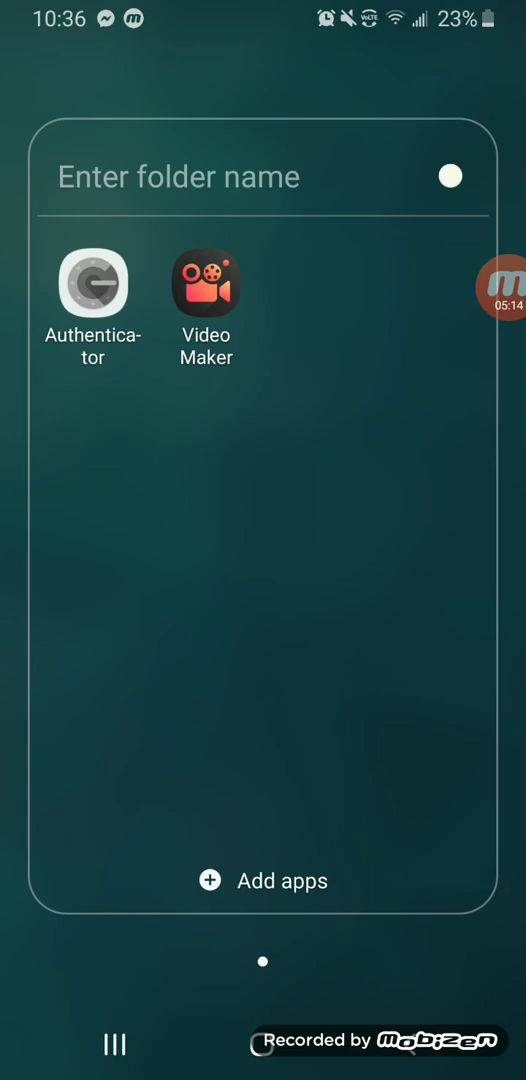 10:36 23%
Enter folder name
05:14
Authentica-
tor
Video
Maker
Add apps
Recorded by mobizen